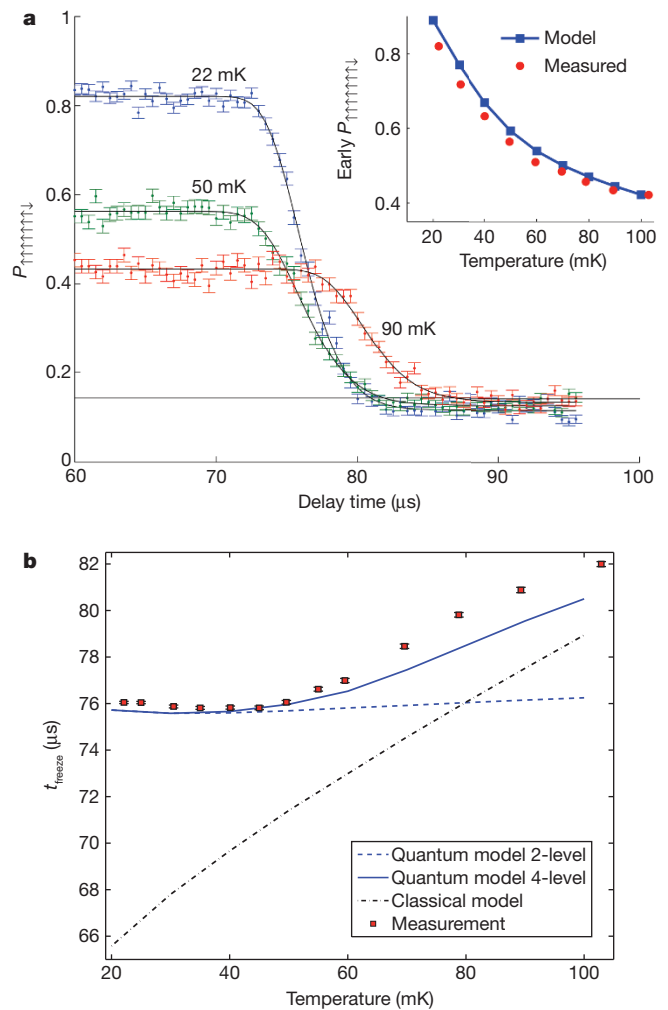 a
1
0.8
0.6
0.4
0.2
0
P↑↑↑↑↑↑↑↓
22 mK
50 mK
90 mK
60 70 80 90 100
Delay time (μs)
Early P↑↑↑↑↑↑↑↓
0.8
0.6
0.4
Model
Measured
20 40 60 80 100
Temperature (mK)
b
82
80
78
76
74
72
70
68
66
t freeze (μs)
Quantum model 2-level
Quantum model 4-level
Classical model
Measurement
20 40 60 80 100
Temperature (mK)